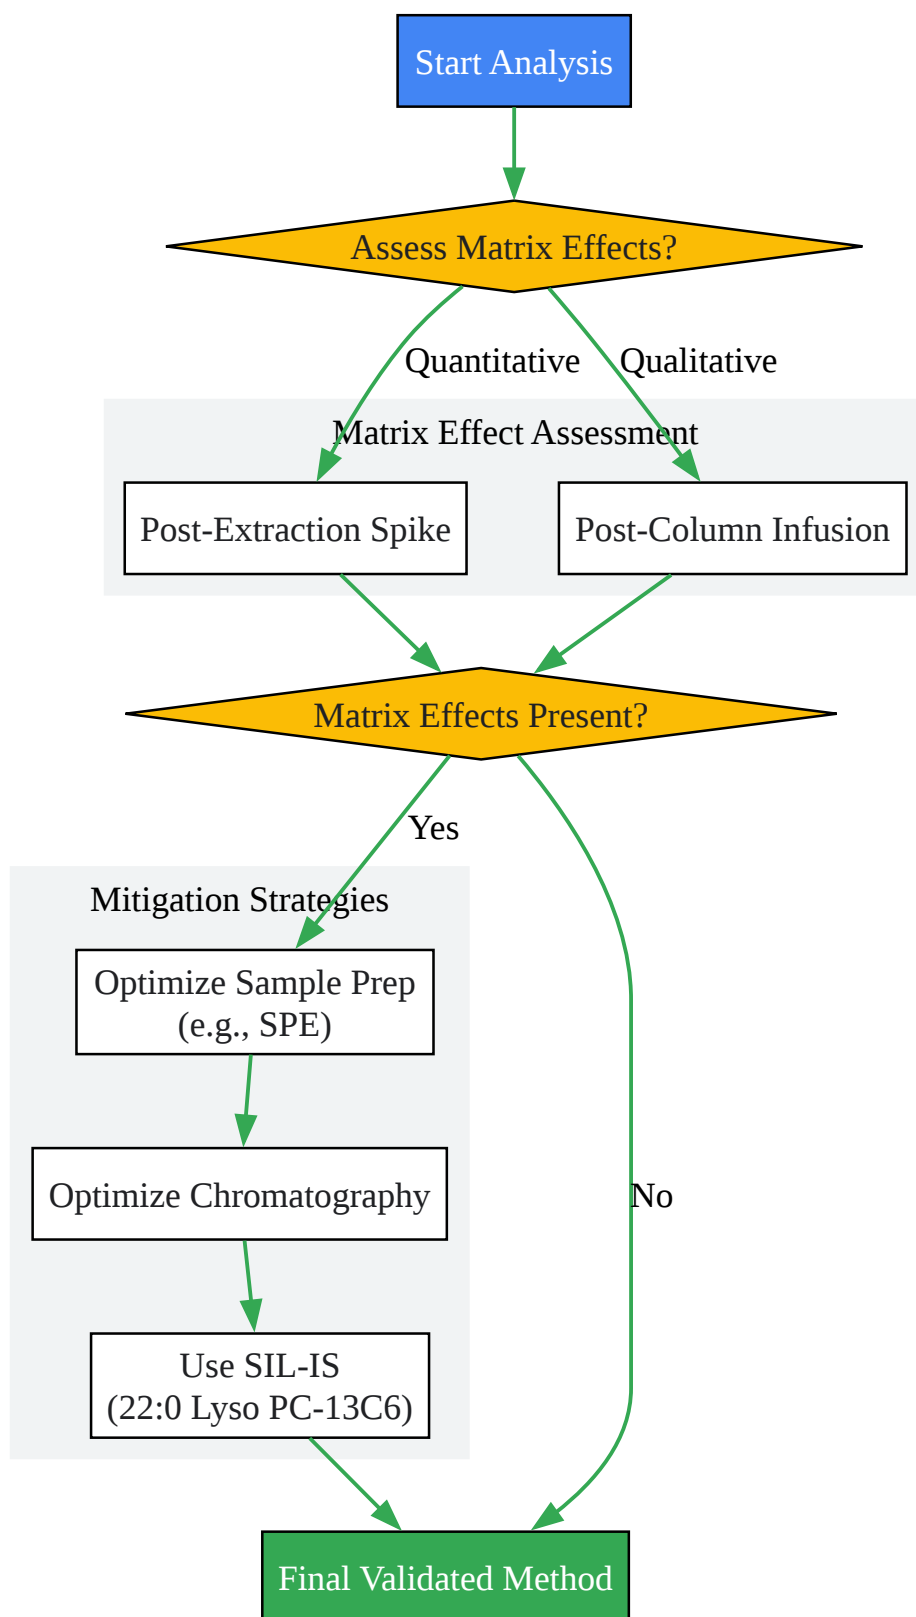 Start Analysis
Assess Matrix Effects?
Quantitative
Qualitative
Matrix Effect Assessment
Post-Extraction Spike
Post-Column Infusion
Matrix Effects Present?
Yes
Mitigation Strategies
Optimize Sample Prep
(e.g., SPE)
Optimize Chromatography
No
Use SIL-IS
(22:0 Lyso PC-13C6)
Final Validated Method